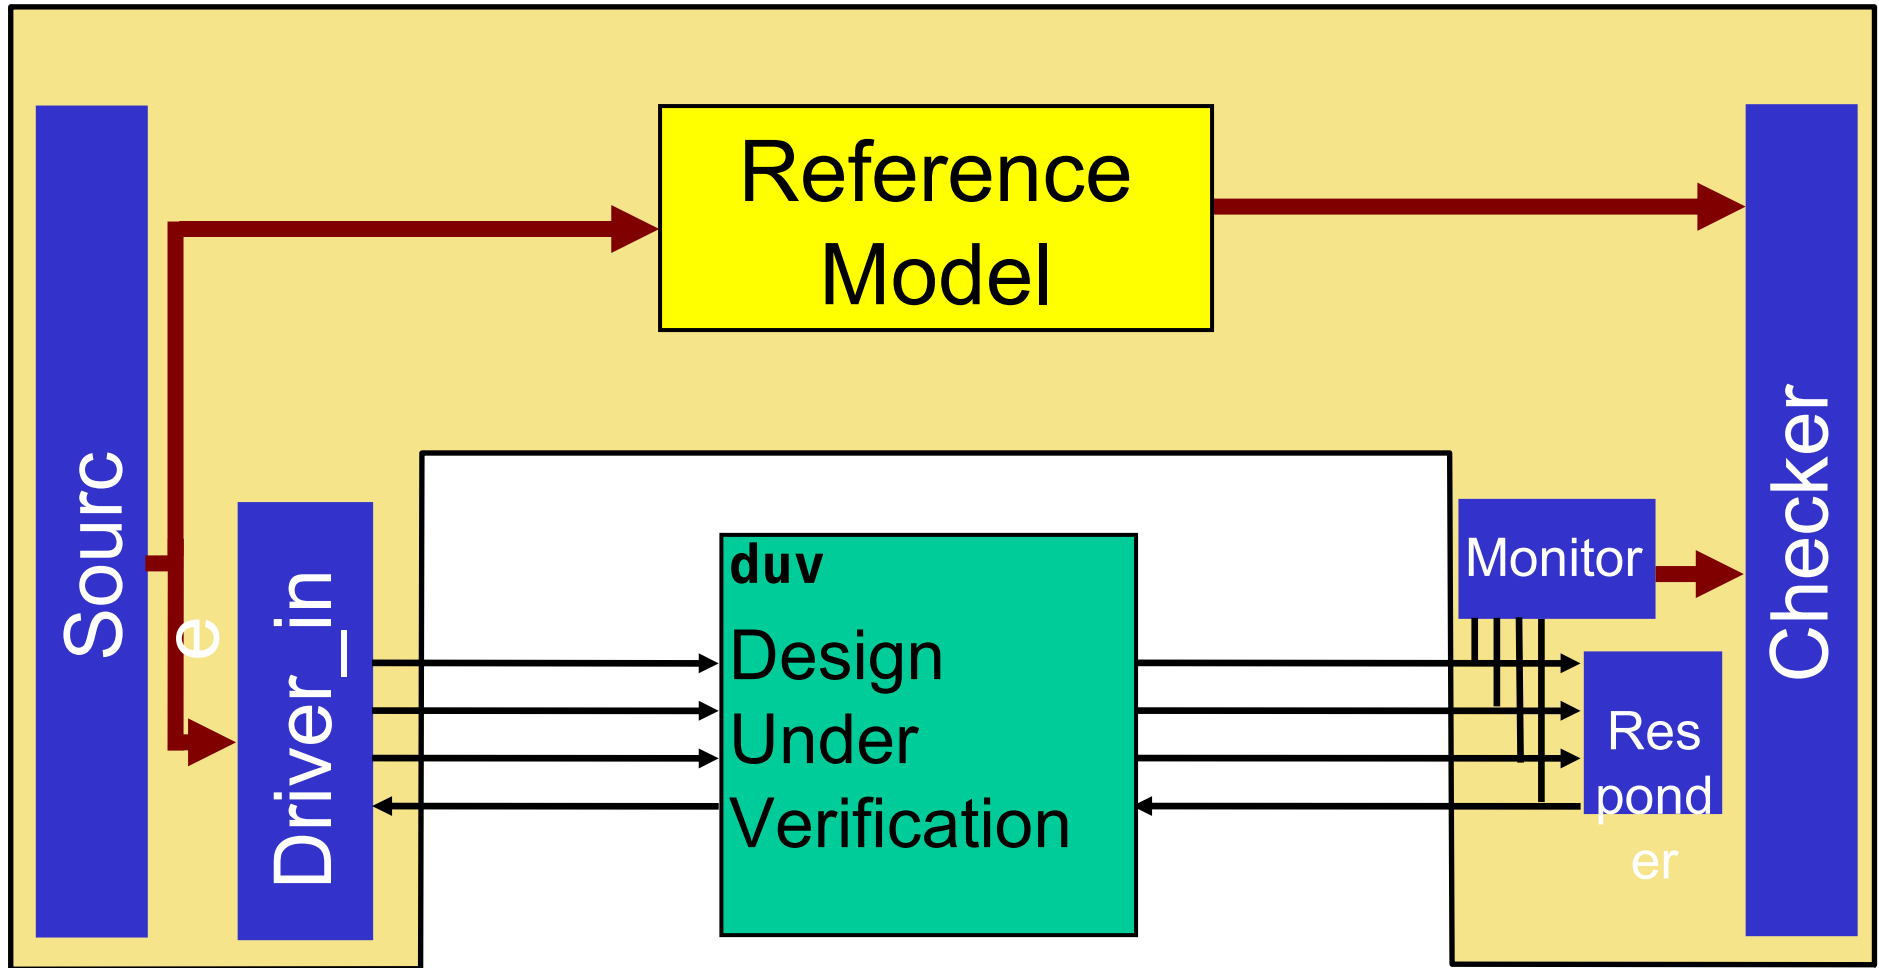 Reference
Model
Sourc
e
Driver_in
duv
Design
Under
Verification
Monitor
Res
pond
er
Checker